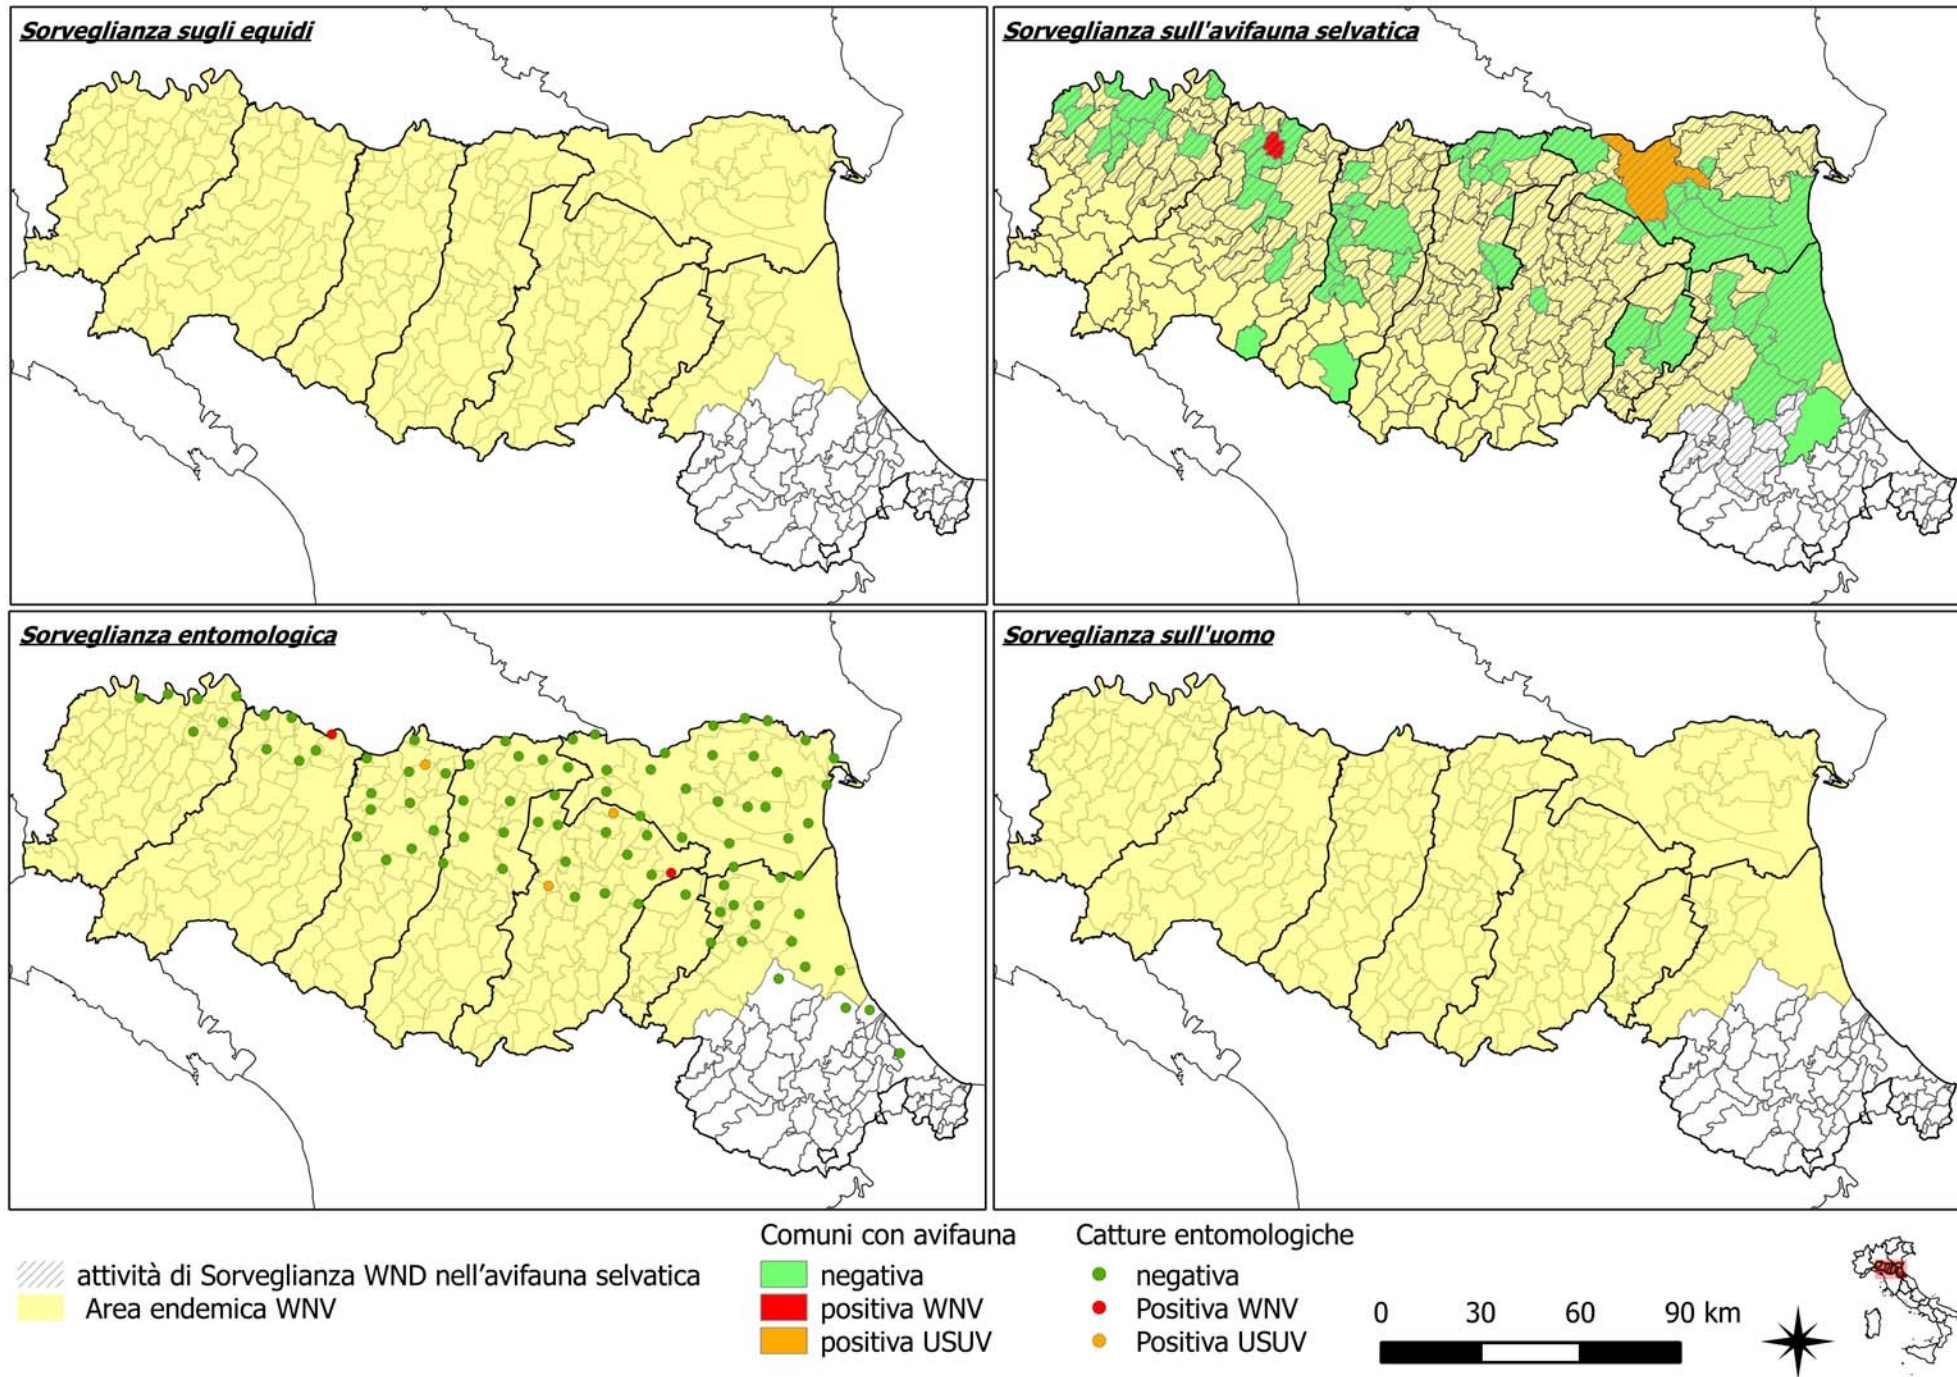 Sorveglianza sugli equidi
Sorveglianza sull'avifauna selvatica
Sorveglianza entomologica
Sorveglianza sull'uomo
attività di Sorveglianza WND nell'avifauna selvatica
Area endemica WNV
Comuni con avifauna
negativa
positiva WNV
positiva USUV
Catture entomologiche
negativa
Positiva WNV
Positiva USUV
0 30 60 90 km